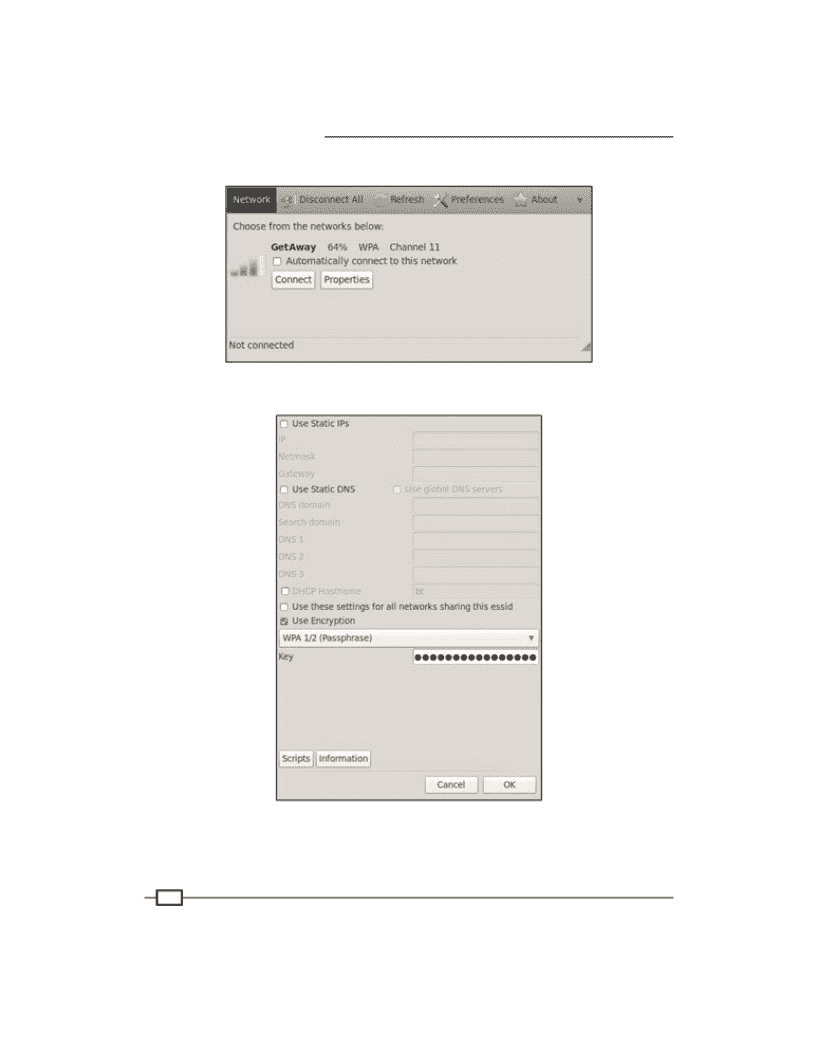 Network Disconnect All Refresh Preferences About
Choose from the networks below:
GetAway 64% WPA Channel 11
Automatically connect to this network
Connect Properties
Not connected
Use Static IPs
IP
Netmask
Gateway
Use Static DNS Use global DNS servers
DNS domain
Search domain
DNS 1
DNS 2
DNS 3
DHCP Hostname bt
Use these settings for all networks sharing this essid
Use Encryption
WPA 1/2 (Passphrase)
Key ●●●●●●●●●●●●●●●●
Scripts Information
Cancel OK